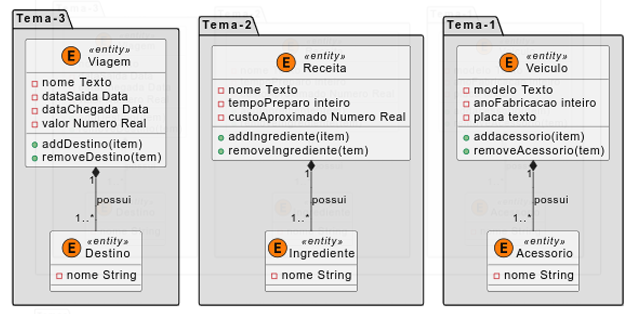 Tema-3
E «entity»
Viagem
nome Texto
dataSaida Data
dataChegada Data
valor Numero Real
addDestino(item)
removeDestino(tem)
1
possui
1..*
E «entity»
Destino
nome String
Tema-2
E «entity»
Receita
nome Texto
tempoPreparo inteiro
custoAproximado Numero Real
addIngrediente(item)
removeIngrediente(tem)
1
possui
1..*
E «entity»
Ingrediente
nome String
Tema-1
E «entity»
Veiculo
modelo Texto
anoFabricacao inteiro
placa texto
addacessorio(item)
removeAcessorio(tem)
1
possui
1..*
E «entity»
Acessorio
nome String